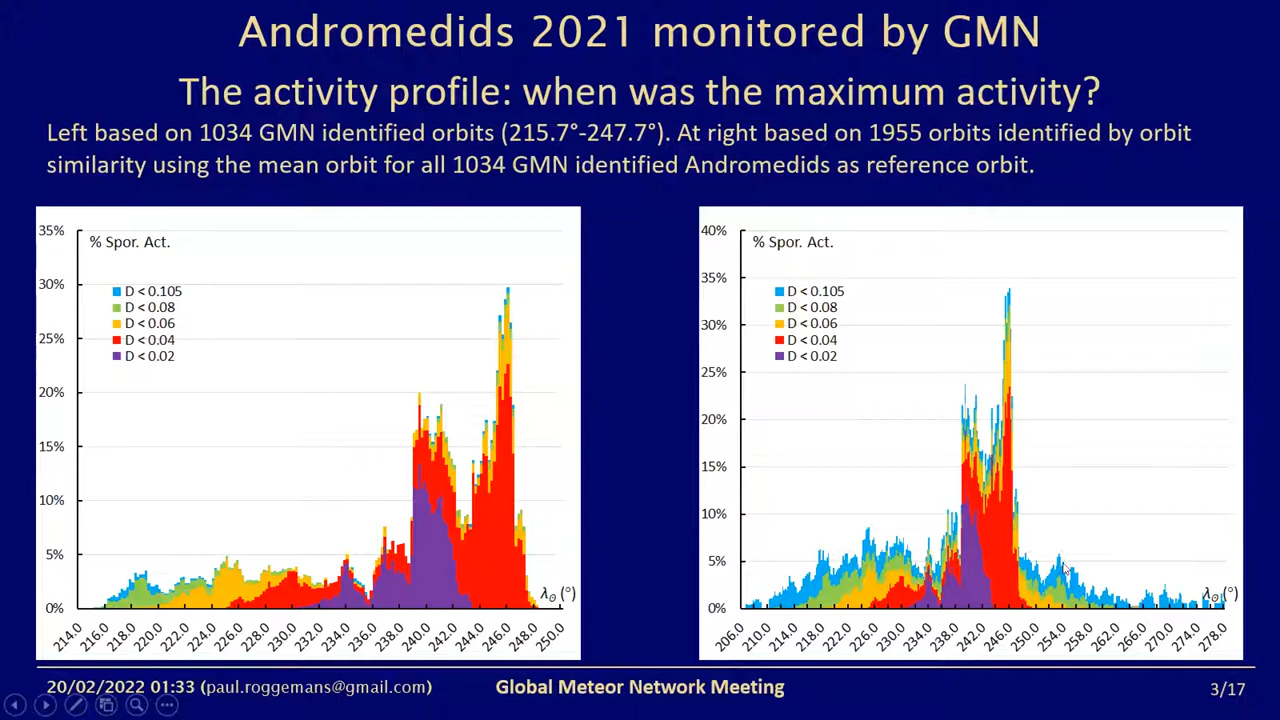 Andromedids 2021 monitored by GMN
The activity profile: when was the maximum activity?
Left based on 1034 GMN identified orbits (215.7°-247.7°). At right based on 1955 orbits identified by orbit
similarity using the mean orbit for all 1034 GMN identified Andromedids as reference orbit.
35%
% Spor. Act.
30%
D < 0.105
D < 0.08
D < 0.06
25%
D < 0.04
D < 0.02
20%
15%
10%
5%
0%
λ⊙ (°)
214.0 216.0 218.0 220.0 222.0 224.0 226.0 228.0 230.0 232.0 234.0 236.0 238.0 240.0 242.0 244.0 246.0 248.0 250.0
40%
% Spor. Act.
35%
D < 0.105
D < 0.08
30%
D < 0.06
D < 0.04
D < 0.02
25%
20%
15%
10%
5%
0%
λ⊙ (°)
206.0 210.0 214.0 218.0 222.0 226.0 230.0 234.0 238.0 242.0 246.0 250.0 254.0 258.0 262.0 266.0 270.0 274.0 278.0
20/02/2022 01:33 (paul.roggemans@gmail.com)
Global Meteor Network Meeting
3/17